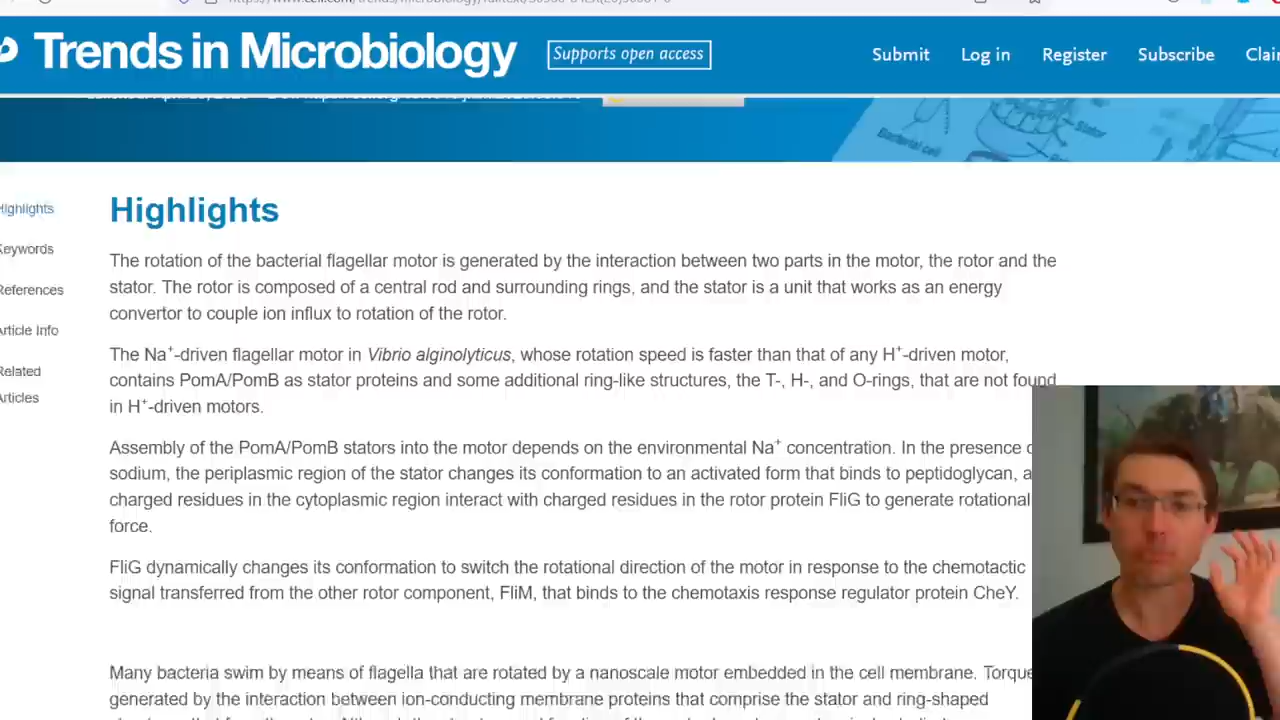 Trends in Microbiology
Supports open access
Submit
Log in
Register
Subscribe
Bacterial cell
Stator
Highlights
Keywords
References
Article Info
Related
Articles
Highlights
The rotation of the bacterial flagellar motor is generated by the interaction between two parts in the motor, the rotor and the
stator. The rotor is composed of a central rod and surrounding rings, and the stator is a unit that works as an energy
convertor to couple ion influx to rotation of the rotor.
The Na⁺-driven flagellar motor in Vibrio alginolyticus, whose rotation speed is faster than that of any H⁺-driven motor,
contains PomA/PomB as stator proteins and some additional ring-like structures, the T-, H-, and O-rings, that are not found
in H⁺-driven motors.
Assembly of the PomA/PomB stators into the motor depends on the environmental Na⁺ concentration. In the presence
sodium, the periplasmic region of the stator changes its conformation to an activated form that binds to peptidoglycan,
charged residues in the cytoplasmic region interact with charged residues in the rotor protein FliG to generate rotational
force.
FliG dynamically changes its conformation to switch the rotational direction of the motor in response to the chemotactic
signal transferred from the other rotor component, FliM, that binds to the chemotaxis response regulator protein CheY.
Many bacteria swim by means of flagella that are rotated by a nanoscale motor embedded in the cell membrane. Torque
generated by the interaction between ion-conducting membrane proteins that comprise the stator and ring-shaped